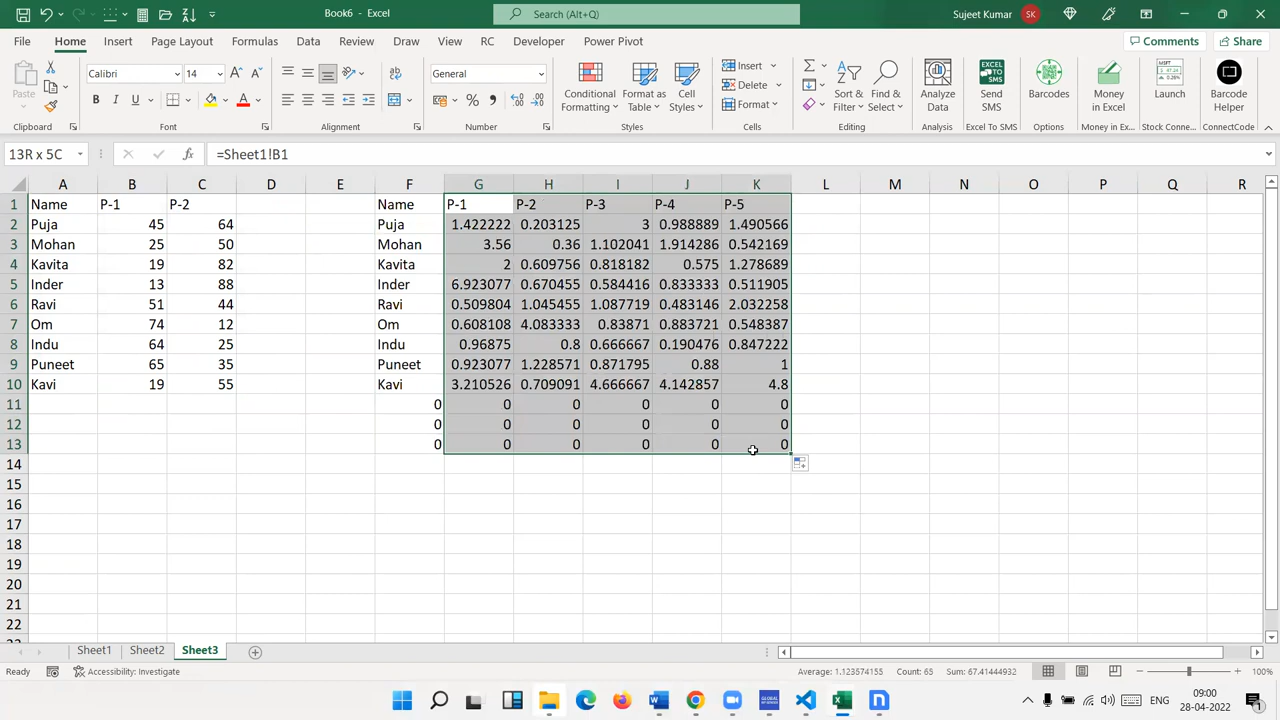 Book6 - Excel
Search (Alt+Q)
Sujeet Kumar
SK
File Home Insert Page Layout Formulas Data Review View RC Developer Power Pivot
Comments
Share
Paste
Calibri 14
General
Conditional Formatting
Format as Table
Cell Styles
Insert
Delete
Format
Sort & Filter
Find & Select
Analyze Data
EXCEL TO SMS
Send SMS
Barcodes
Money in Excel
MSFT
Launch
Barcode Helper
Clipboard Font Alignment Number Styles Cells Editing Analysis Excel To SMS Options Money in Ex... Stock Conne... ConnectCode
13R x 5C
fx
=Sheet1!B1
A B C D E F G H I J K L M N O P Q R
1 Name P-1 P-2 Name P-1 P-2 P-3 P-4 P-5
2 Puja 45 64 Puja 1.422222 0.203125 3 0.988889 1.490566
3 Mohan 25 50 Mohan 3.56 0.36 1.102041 1.914286 0.542169
4 Kavita 19 82 Kavita 2 0.609756 0.818182 0.575 1.278689
5 Inder 13 88 Inder 6.923077 0.670455 0.584416 0.833333 0.511905
6 Ravi 51 44 Ravi 0.509804 1.045455 1.087719 0.483146 2.032258
7 Om 74 12 Om 0.608108 4.083333 0.83871 0.883721 0.548387
8 Indu 64 25 Indu 0.96875 0.8 0.666667 0.190476 0.847222
9 Puneet 65 35 Puneet 0.923077 1.228571 0.871795 0.88 1
10 Kavi 19 55 Kavi 3.210526 0.709091 4.666667 4.142857 4.8
11 0 0 0 0 0 0
12 0 0 0 0 0 0
13 0 0 0 0 0 0
14
15
16
17
18
19
20
21
22
Sheet1 Sheet2 Sheet3
Ready
Accessibility: Investigate
Average: 1.123574155 Count: 65 Sum: 67.41444932
100%
ENG
09:00
28-04-2022